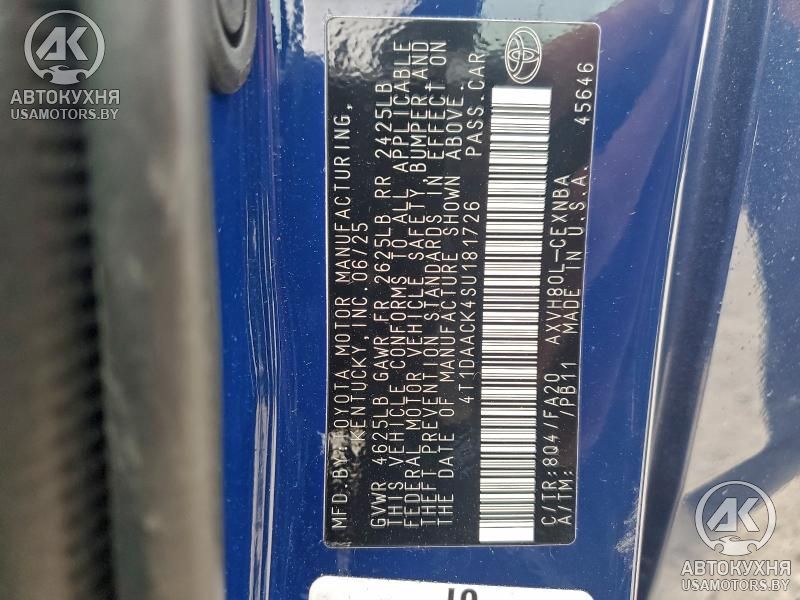 MFD.BY:TOYOTA MOTOR MANUFACTURING,
KENTUCKY, INC. 06/25
GVWR 4625LB GAWR FR 2625LB RR 2425LB
THIS VEHICLE CONFORMS TO ALL APPLICABLE
FEDERAL MOTOR VEHICLE SAFETY, BUMPER AND
THEFT PREVENTION STANDARDS IN EFFECT ON
THE DATE OF MANUFACTURE SHOWN ABOVE.
4T1DAACK4SU181726 PASS.CAR
C/TR:8Q4/FA20 AXVH80L-CEXNBA 45646
A/TM: /PB11 MADE IN U.S.A.
АК
АВТОКУХНЯ
USAMOTORS.BY
АК
АВТОКУХНЯ
USAMOTORS.BY